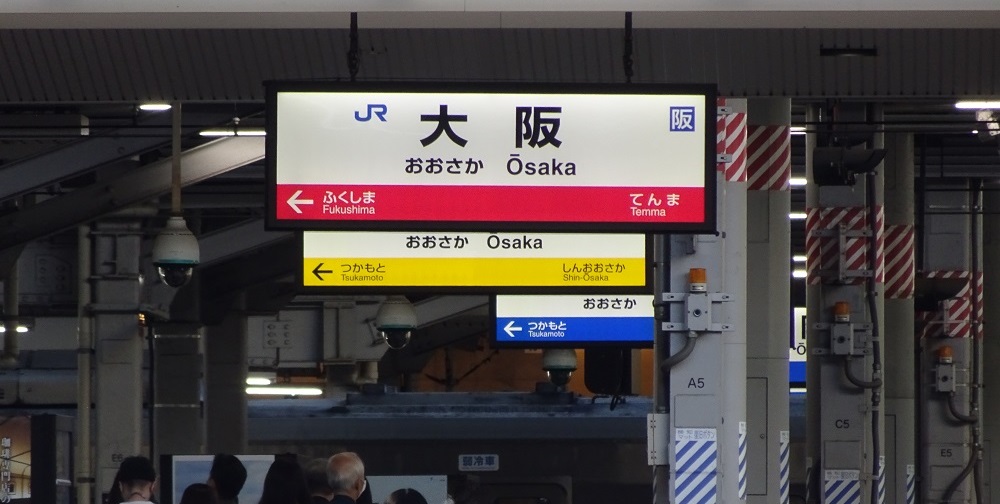 JR 大阪 阪
おおさか Ōsaka
ふくしま てんま
Fukushima Temma
おおさか Ōsaka
つかもと しんおおさか
Tsukamoto Shin-Ōsaka
おおさか
つかもと
Tsukamoto
A5
C5
E5
弱冷車